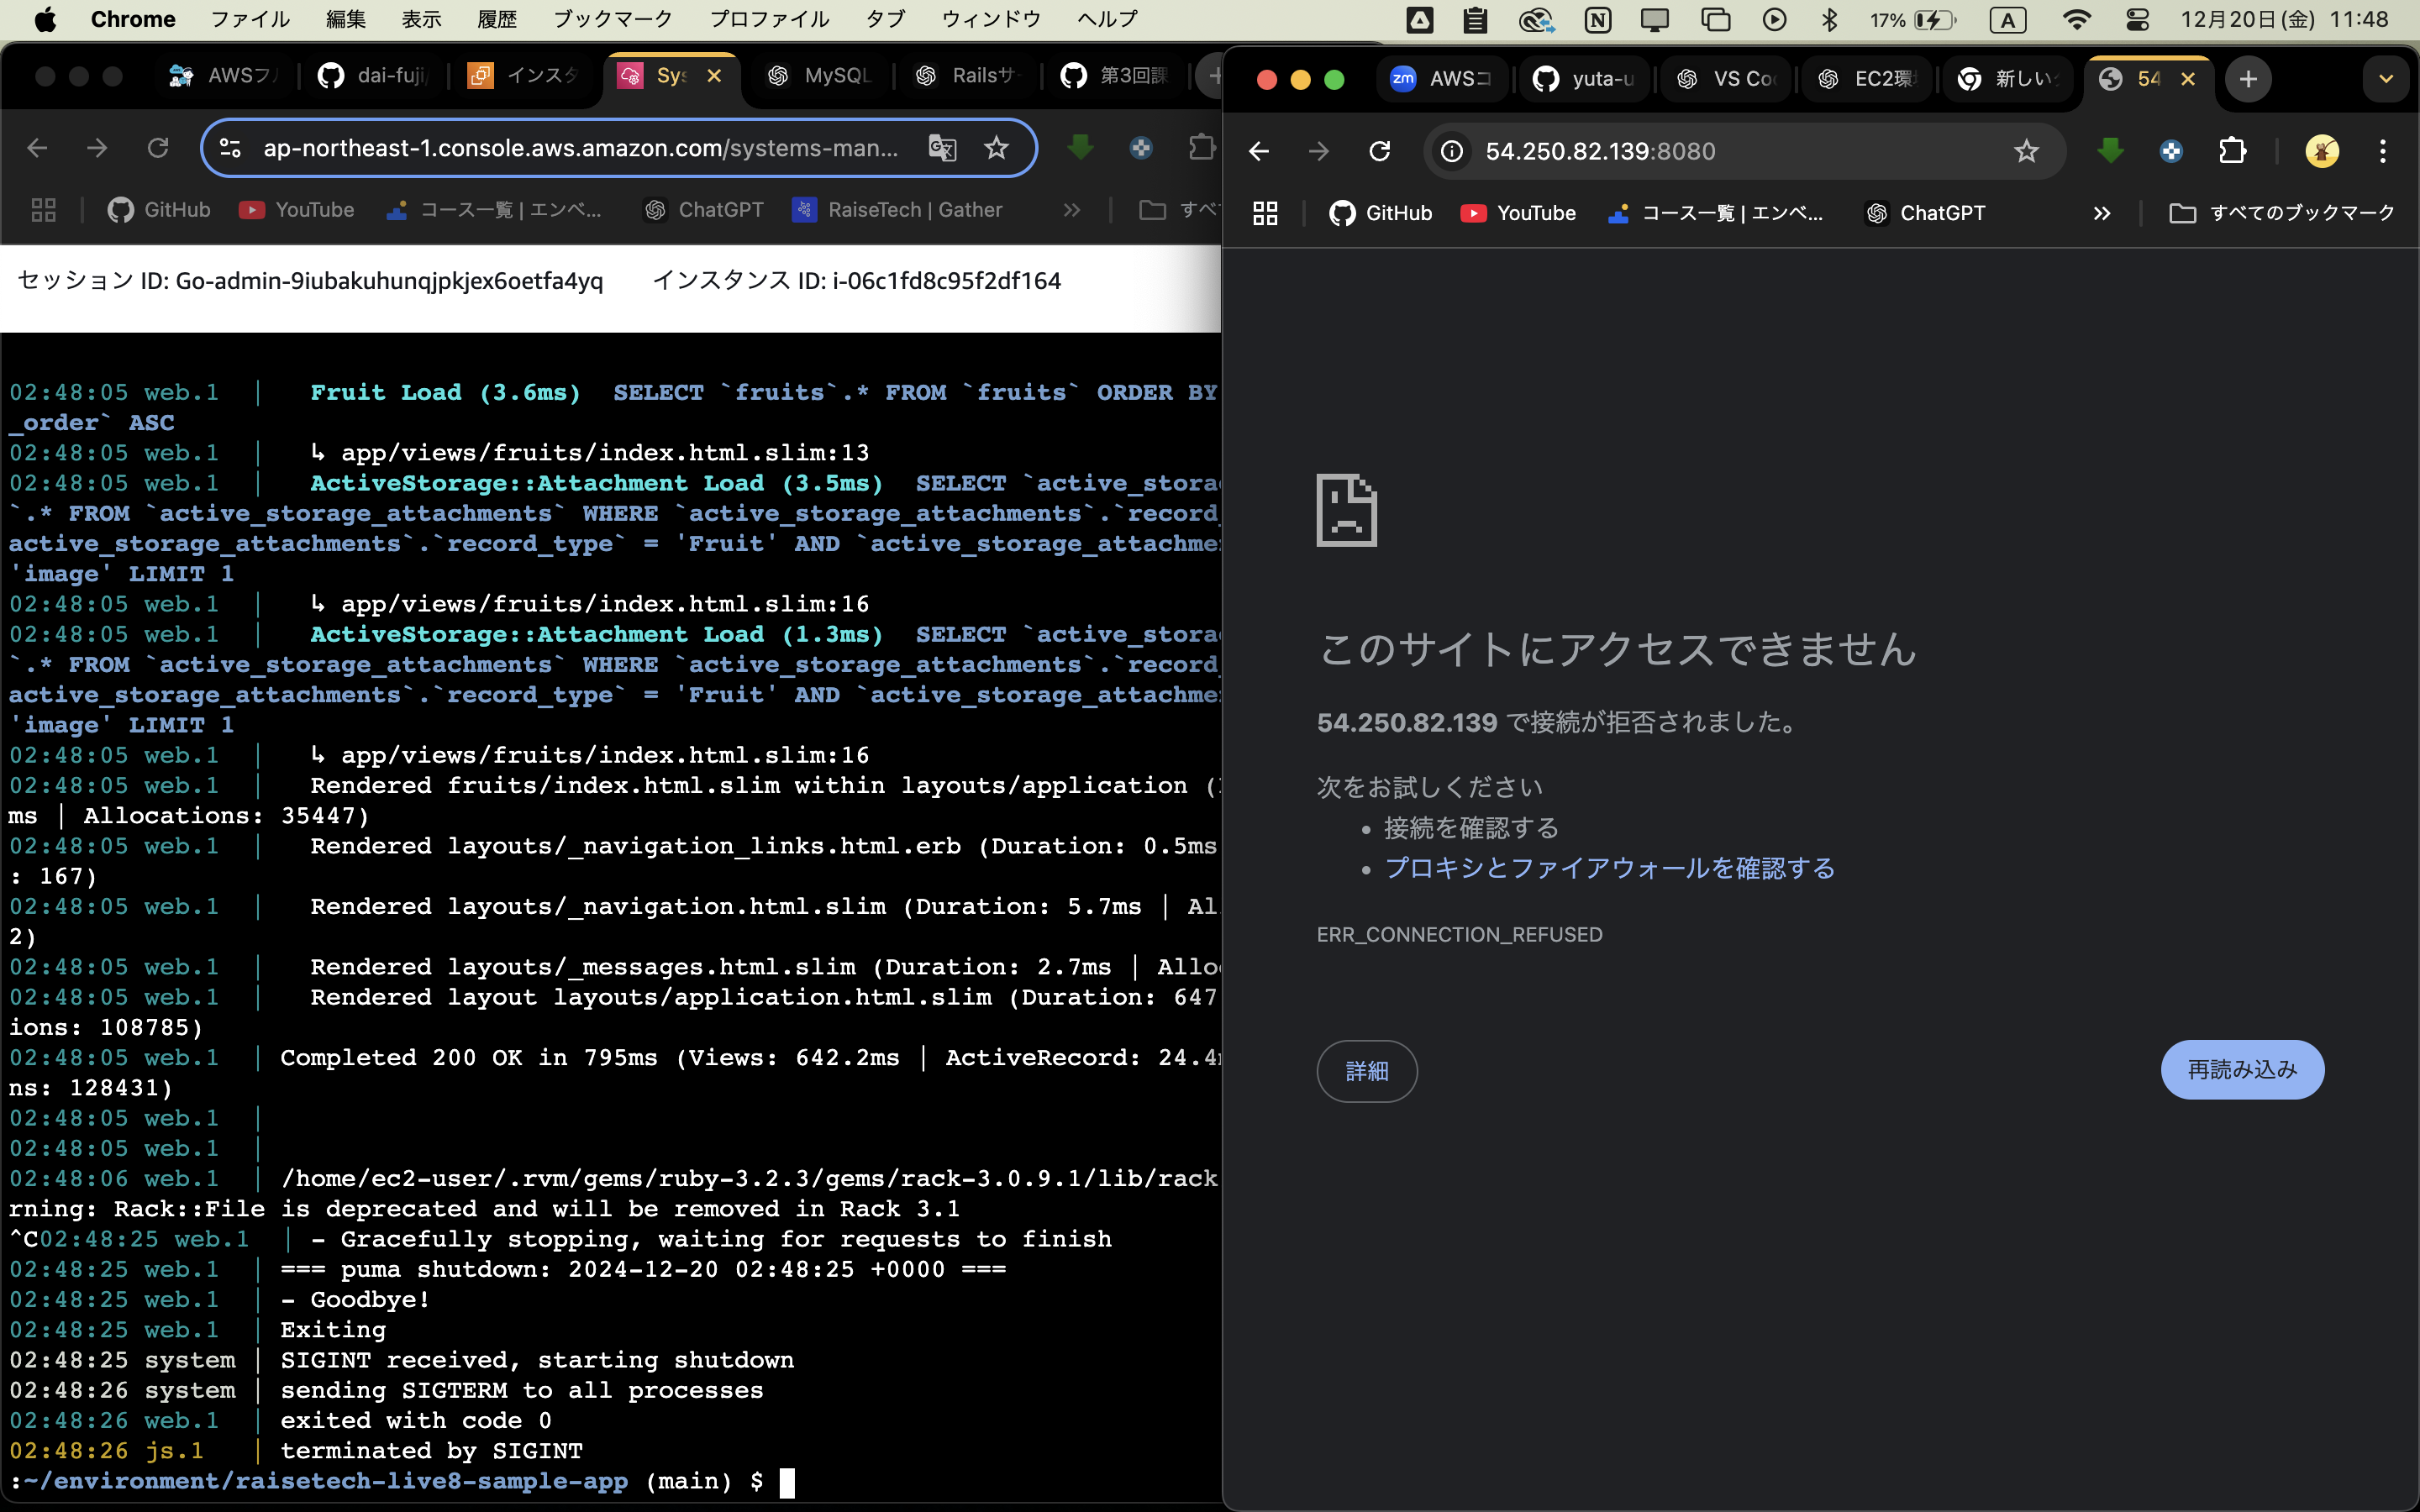 Chrome ファイル 編集 表示 履歴 ブックマーク プロファイル タブ ウィンドウ ヘルプ 17% A 12月20日(金) 11:48
AWSフル dai-fuji/ インスタ Sys MySQL Railsサー 第3回課
ap-northeast-1.console.aws.amazon.com/systems-man...
GitHub YouTube コース一覧 | エンベ... ChatGPT RaiseTech | Gather » すべて
セッション ID: Go-admin-9iubakuhunqjpkjex6oetfa4yq インスタンス ID: i-06c1fd8c95f2df164
02:48:05 web.1 | Fruit Load (3.6ms) SELECT `fruits`.* FROM `fruits` ORDER BY
_order` ASC
02:48:05 web.1 | ↳ app/views/fruits/index.html.slim:13
02:48:05 web.1 | ActiveStorage::Attachment Load (3.5ms) SELECT `active_stora
`.* FROM `active_storage_attachments` WHERE `active_storage_attachments`.`record_
active_storage_attachments`.`record_type` = 'Fruit' AND `active_storage_attachme
'image' LIMIT 1
02:48:05 web.1 | ↳ app/views/fruits/index.html.slim:16
02:48:05 web.1 | ActiveStorage::Attachment Load (1.3ms) SELECT `active_stora
`.* FROM `active_storage_attachments` WHERE `active_storage_attachments`.`record_
active_storage_attachments`.`record_type` = 'Fruit' AND `active_storage_attachme
'image' LIMIT 1
02:48:05 web.1 | ↳ app/views/fruits/index.html.slim:16
02:48:05 web.1 | Rendered fruits/index.html.slim within layouts/application (
ms | Allocations: 35447)
02:48:05 web.1 | Rendered layouts/_navigation_links.html.erb (Duration: 0.5ms
: 167)
02:48:05 web.1 | Rendered layouts/_navigation.html.slim (Duration: 5.7ms | Al
2)
02:48:05 web.1 | Rendered layouts/_messages.html.slim (Duration: 2.7ms | Allo
02:48:05 web.1 | Rendered layout layouts/application.html.slim (Duration: 647
ions: 108785)
02:48:05 web.1 | Completed 200 OK in 795ms (Views: 642.2ms | ActiveRecord: 24.4
ns: 128431)
02:48:05 web.1 |
02:48:05 web.1 |
02:48:06 web.1 | /home/ec2-user/.rvm/gems/ruby-3.2.3/gems/rack-3.0.9.1/lib/rack
rning: Rack::File is deprecated and will be removed in Rack 3.1
^C02:48:25 web.1 | - Gracefully stopping, waiting for requests to finish
02:48:25 web.1 | === puma shutdown: 2024-12-20 02:48:25 +0000 ===
02:48:25 web.1 | - Goodbye!
02:48:25 web.1 | Exiting
02:48:25 system | SIGINT received, starting shutdown
02:48:26 system | sending SIGTERM to all processes
02:48:26 web.1 | exited with code 0
02:48:26 js.1 | terminated by SIGINT
:~/environment/raisetech-live8-sample-app (main) $
zm AWSコ yuta-u VS Co EC2環 新しい 54
54.250.82.139:8080
GitHub YouTube コース一覧 | エンベ... ChatGPT » すべてのブックマーク
このサイトにアクセスできません
54.250.82.139 で接続が拒否されました。
次をお試しください
• 接続を確認する
• プロキシとファイアウォールを確認する
ERR_CONNECTION_REFUSED
詳細
再読み込み